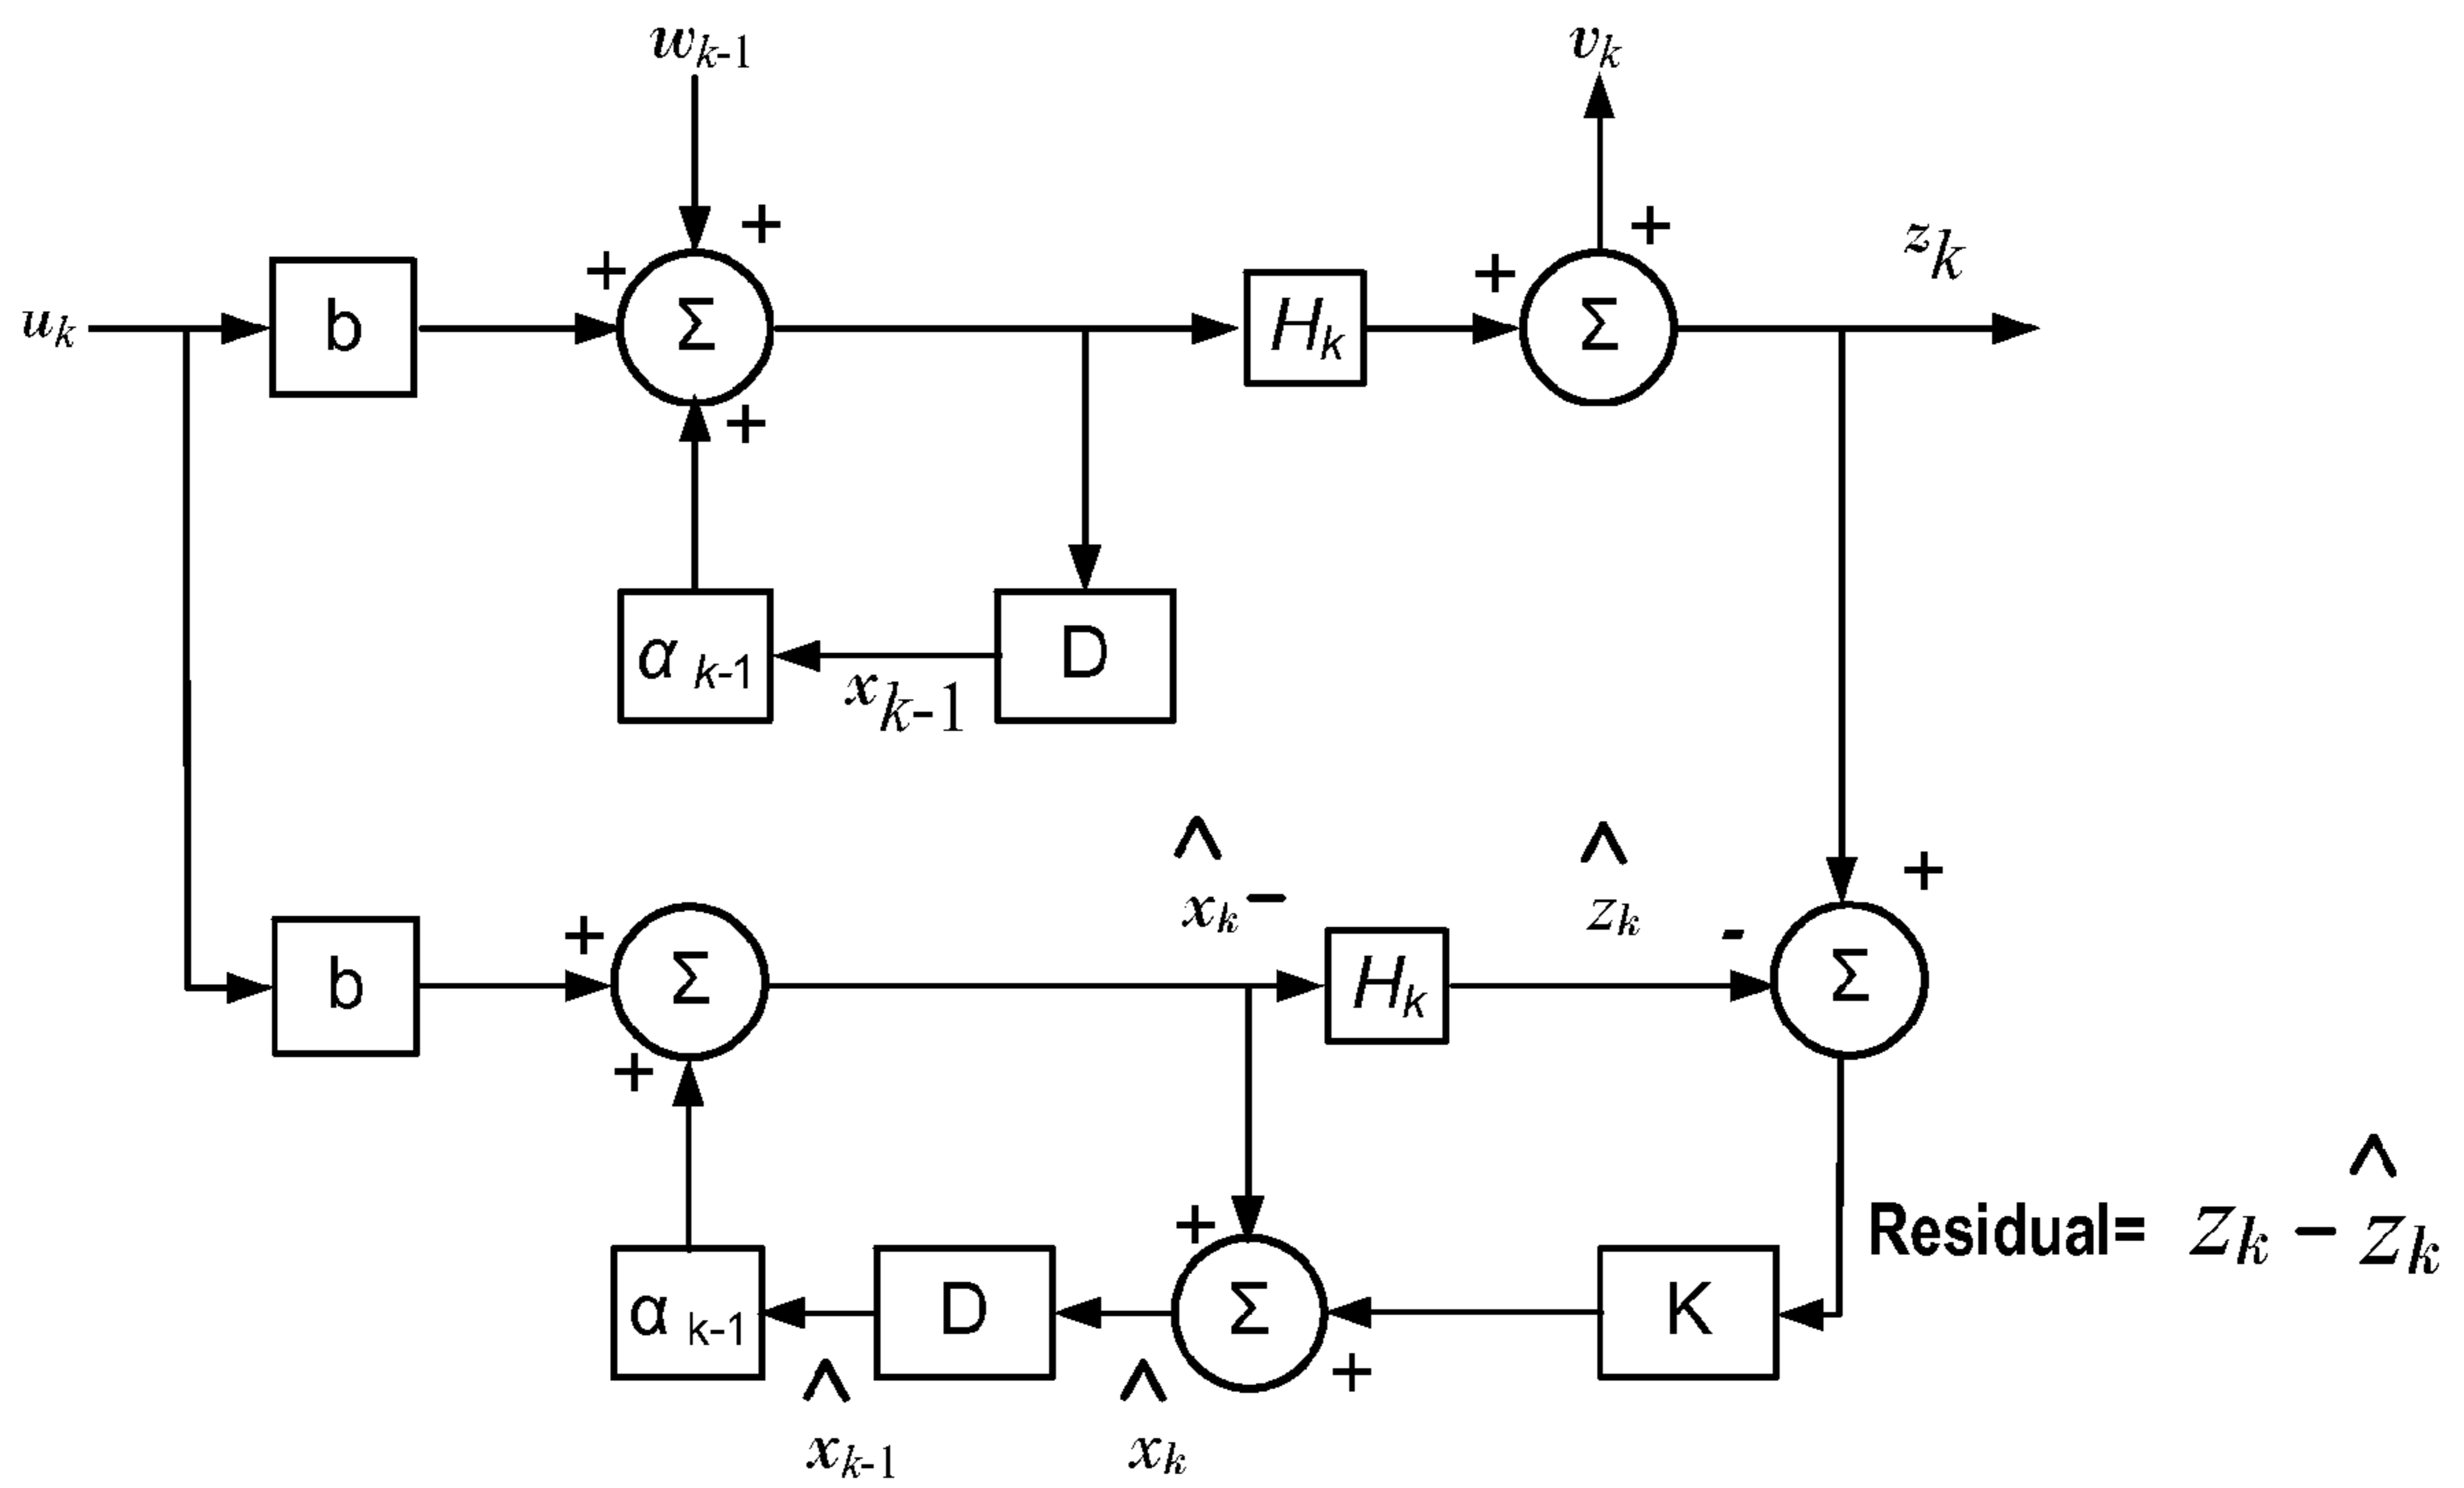 w_{k-1}
v_k
+ + + + z_k
u_k b Σ H_k Σ
+
α_{k-1} x_{k-1} D
^ ^
x_k− z_k + + -
b Σ H_k Σ
+
Residual= z_k − ẑ_k
+
α_{k-1} D Σ K
^ ^ +
x_{k-1} x_k